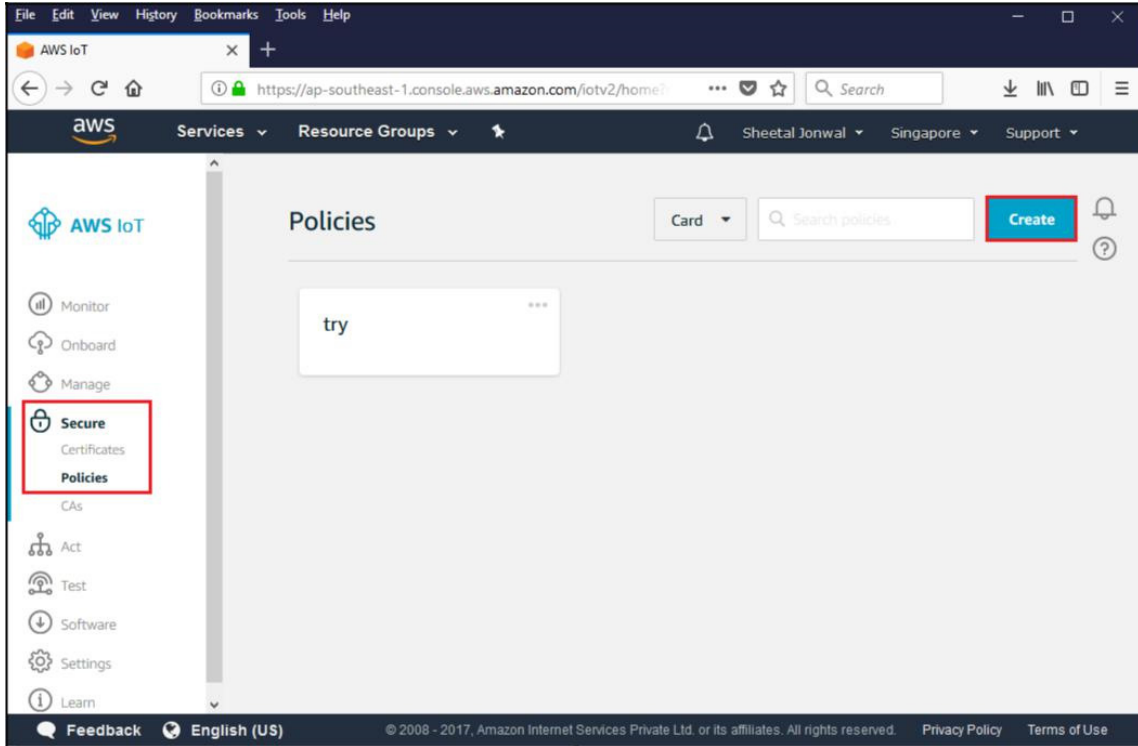 File Edit View History Bookmarks Tools Help
AWS IoT
https://ap-southeast-1.console.aws.amazon.com/iotv2/home?
Search
aws Services Resource Groups Sheetal Jonwal Singapore Support
AWS IoT
Policies Card Search policies Create
try
Monitor
Onboard
Manage
Secure
Certificates
Policies
CAs
Act
Test
Software
Settings
Learn
Feedback English (US) © 2008 - 2017, Amazon Internet Services Private Ltd. or its affiliates. All rights reserved. Privacy Policy Terms of Use